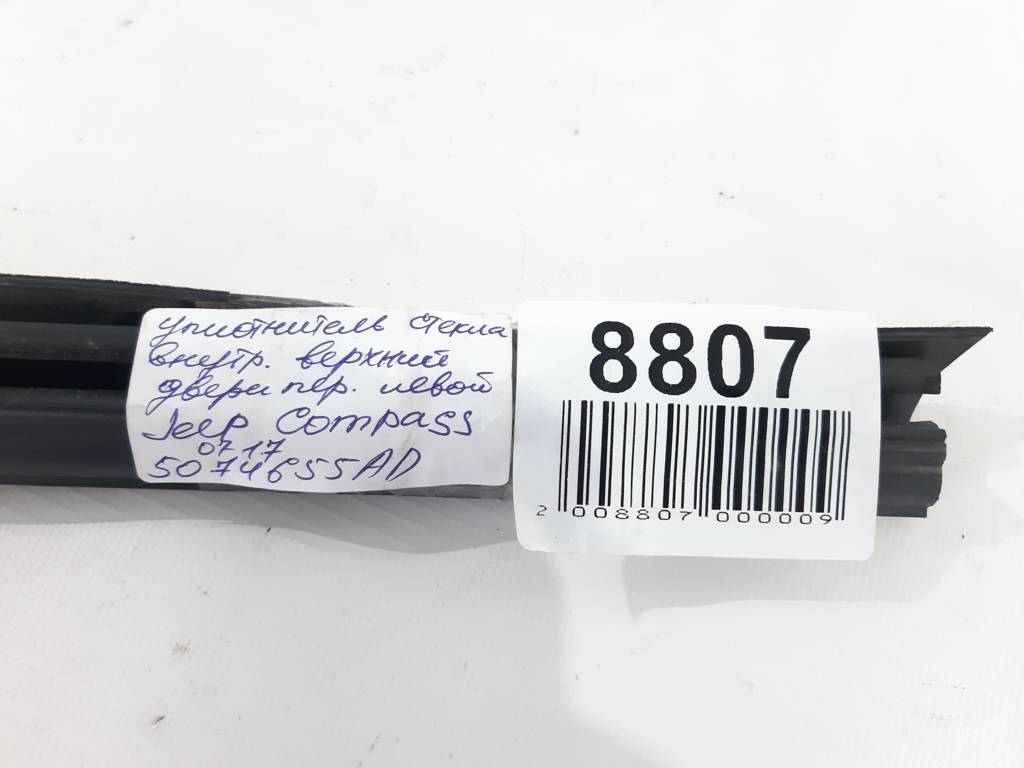 уплотнитель стекла
внутр. верхний
двери пер. левой
Jeep Compass
07-17
5074655AD
8807
2 008807 000009